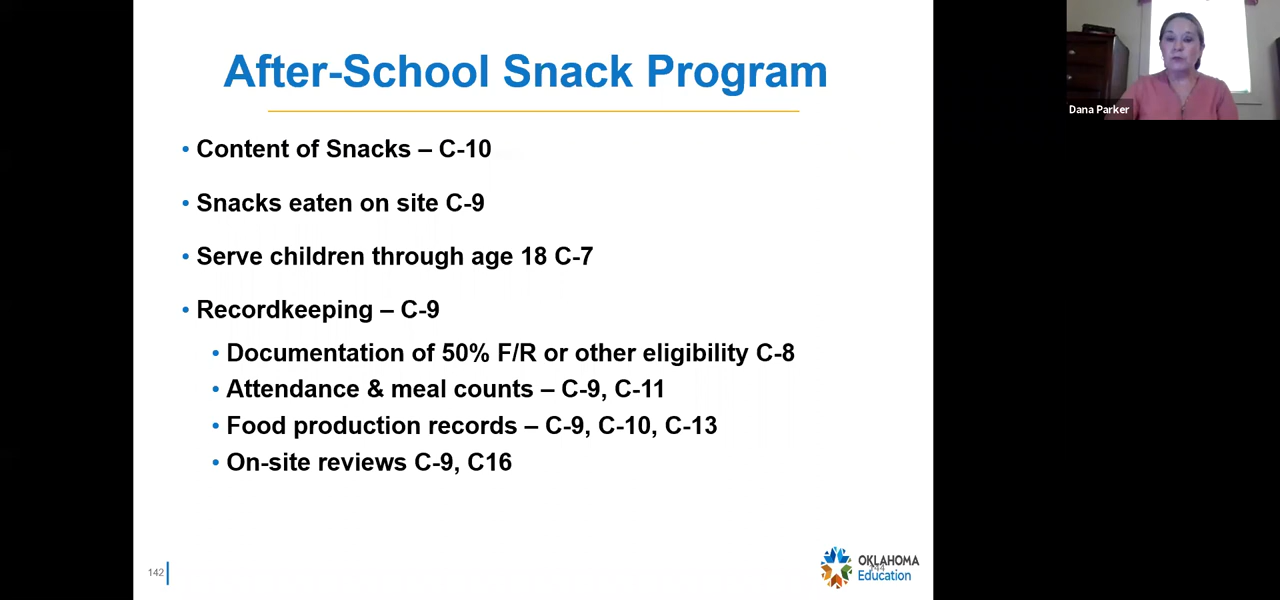 After-School Snack Program
Dana Parker
• Content of Snacks – C-10
• Snacks eaten on site C-9
• Serve children through age 18 C-7
• Recordkeeping – C-9
• Documentation of 50% F/R or other eligibility C-8
• Attendance & meal counts – C-9, C-11
• Food production records – C-9, C-10, C-13
• On-site reviews C-9, C16
142
OKLAHOMA
Education